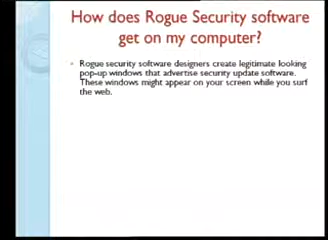 How does Rogue Security software
get on my computer?
Rogue security software designers create legitimate looking
pop-up windows that advertise security update software.
These windows might appear on your screen while you surf
the web.